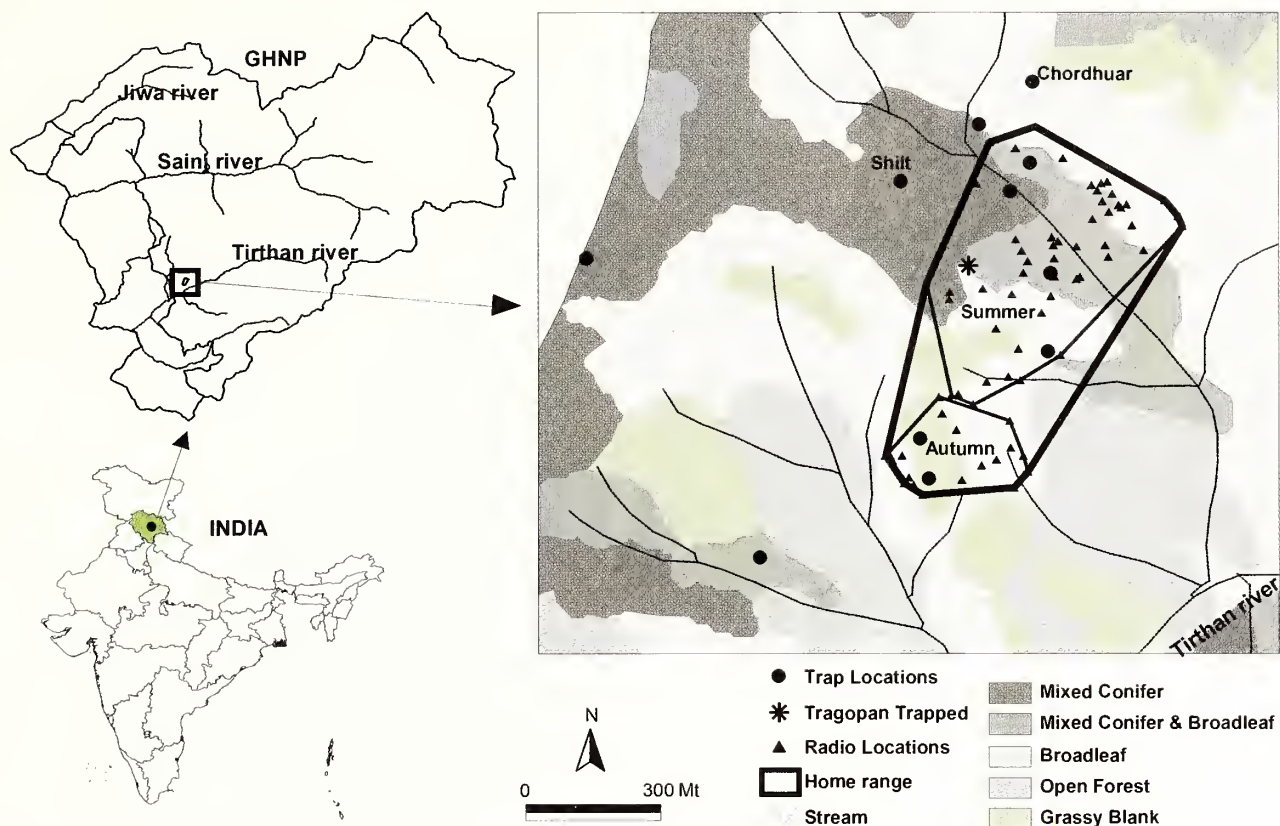 GHNP
Jiwa river
Sainj river
Tirthan river
INDIA
Chordhuar
Shilt
Summer
Autumn
Tirthan river
Trap Locations
Tragopan Trapped
Radio Locations
Home range
Stream
Mixed Conifer
Mixed Conifer & Broadleaf
Broadleaf
Open Forest
Grassy Blank
N
0 300 Mt